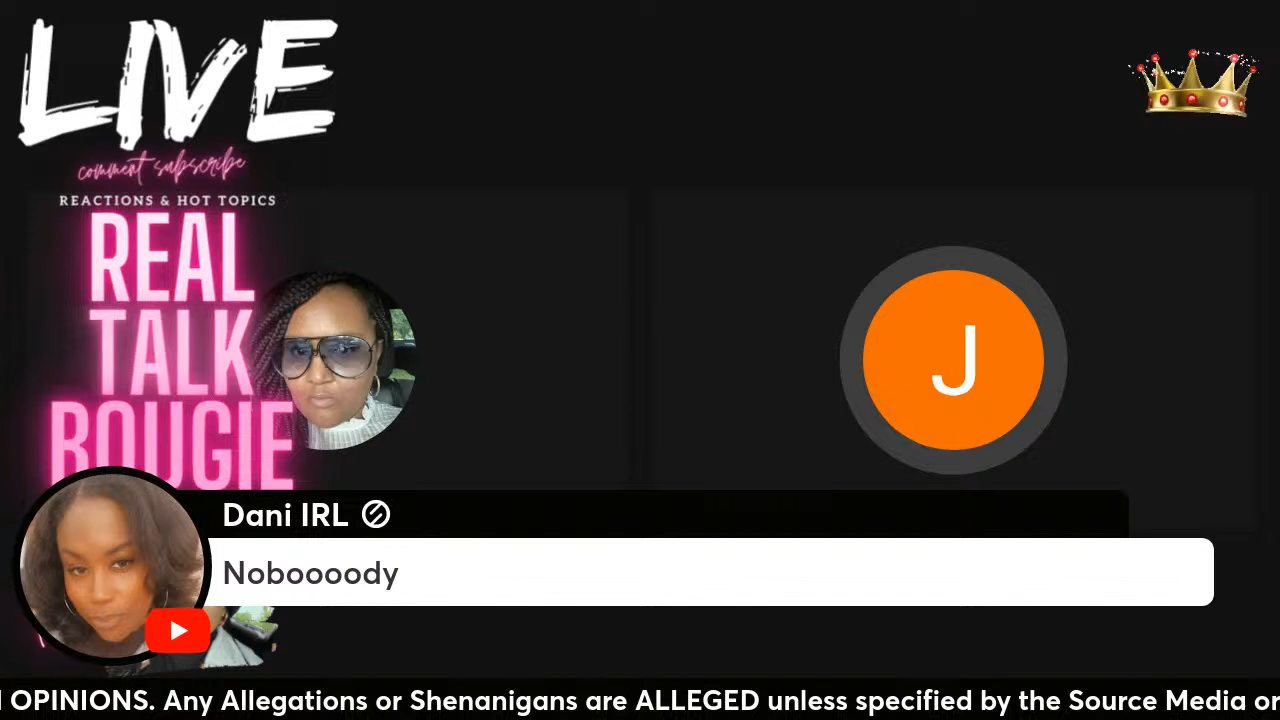 LIVE
comment subscribe
REACTIONS & HOT TOPICS
REAL
TALK
BOUGIE
J
Dani IRL
Noboooody
OPINIONS. Any Allegations or Shenanigans are ALLEGED unless specified by the Source Media or